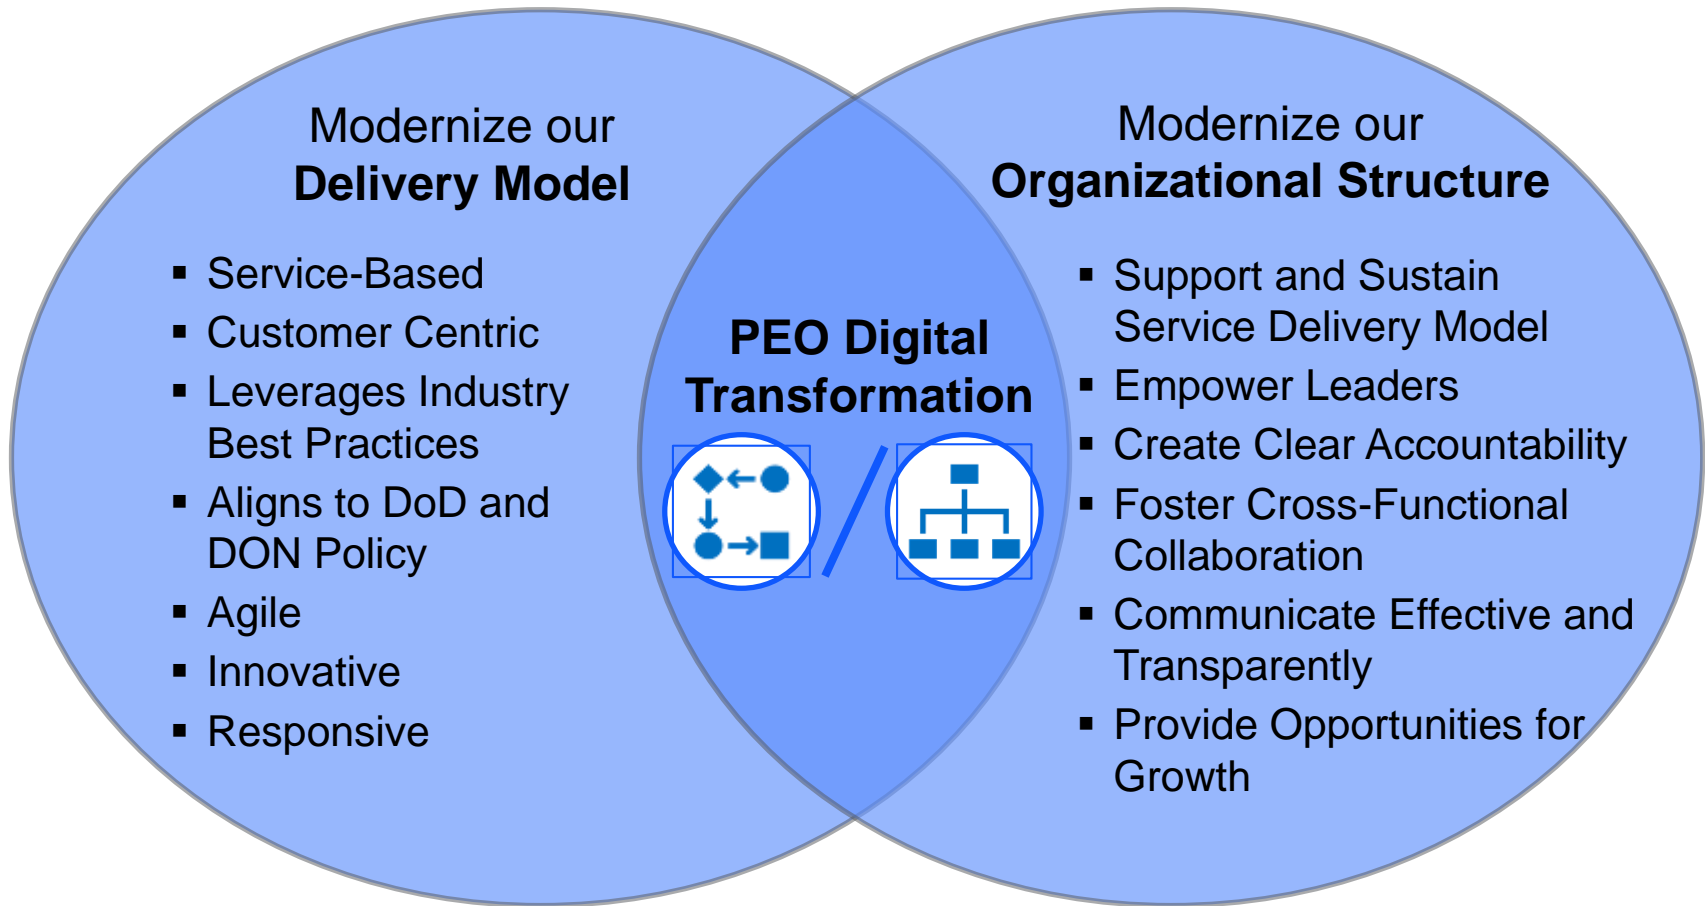 Modernize our
Delivery Model
▪ Service-Based
▪ Customer Centric
▪ Leverages Industry
Best Practices
▪ Aligns to DoD and
DON Policy
▪ Agile
▪ Innovative
▪ Responsive
PEO Digital
Transformation
Modernize our
Organizational Structure
▪ Support and Sustain
Service Delivery Model
▪ Empower Leaders
▪ Create Clear Accountability
▪ Foster Cross-Functional
Collaboration
▪ Communicate Effective and
Transparently
▪ Provide Opportunities for
Growth